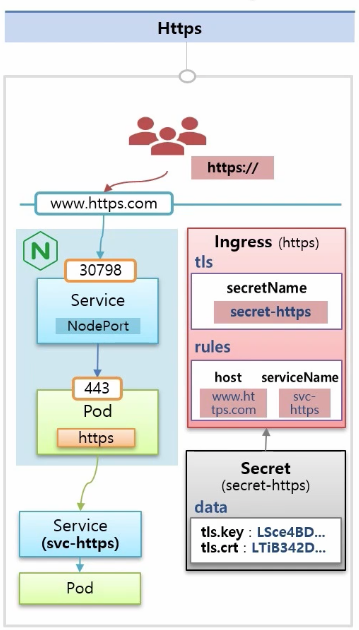 Https
https://
www.https.com
N
30798
Service
NodePort
443
Pod
https
Service
(svc-https)
Pod
Ingress (https)
tls
secretName
secret-https
rules
host serviceName
www.ht svc-
tps.com https
Secret
(secret-https)
data
tls.key : LSce4BD...
tls.crt : LTiB342D...